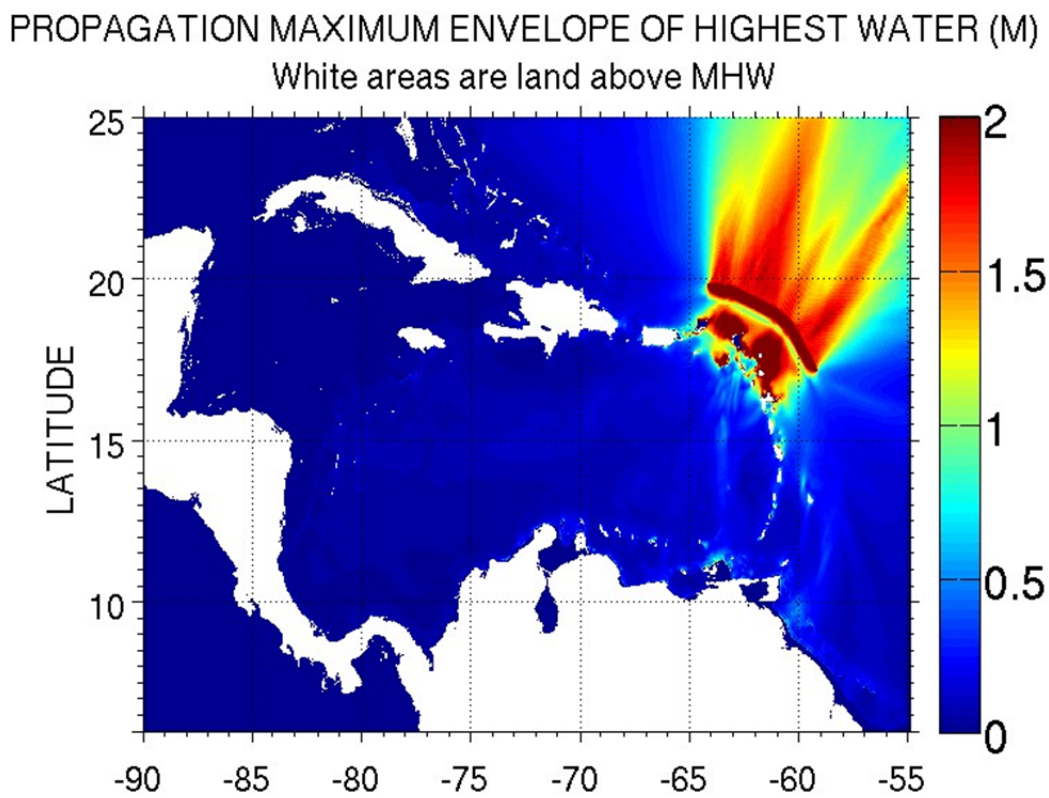 PROPAGATION MAXIMUM ENVELOPE OF HIGHEST WATER (M)
White areas are land above MHW
25
20
15
10
LATITUDE
-90 -85 -80 -75 -70 -65 -60 -55
2
1.5
1
0.5
0